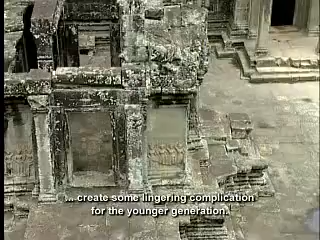 ... create some lingering complication
for the younger generation.